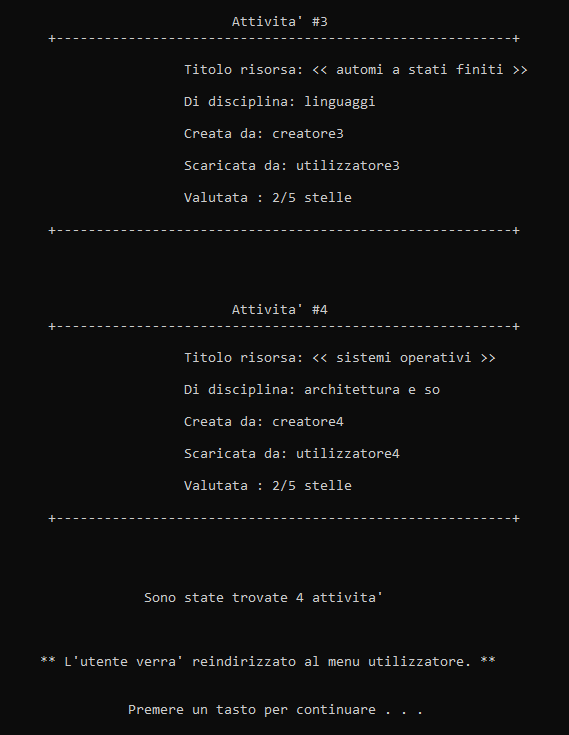 Attivita' #3
+---------------------------------------------------------+
Titolo risorsa: << automi a stati finiti >>
Di disciplina: linguaggi
Creata da: creatore3
Scaricata da: utilizzatore3
Valutata : 2/5 stelle
+---------------------------------------------------------+
Attivita' #4
+---------------------------------------------------------+
Titolo risorsa: << sistemi operativi >>
Di disciplina: architettura e so
Creata da: creatore4
Scaricata da: utilizzatore4
Valutata : 2/5 stelle
+---------------------------------------------------------+
Sono state trovate 4 attivita'
** L'utente verra' reindirizzato al menu utilizzatore. **
Premere un tasto per continuare . . .